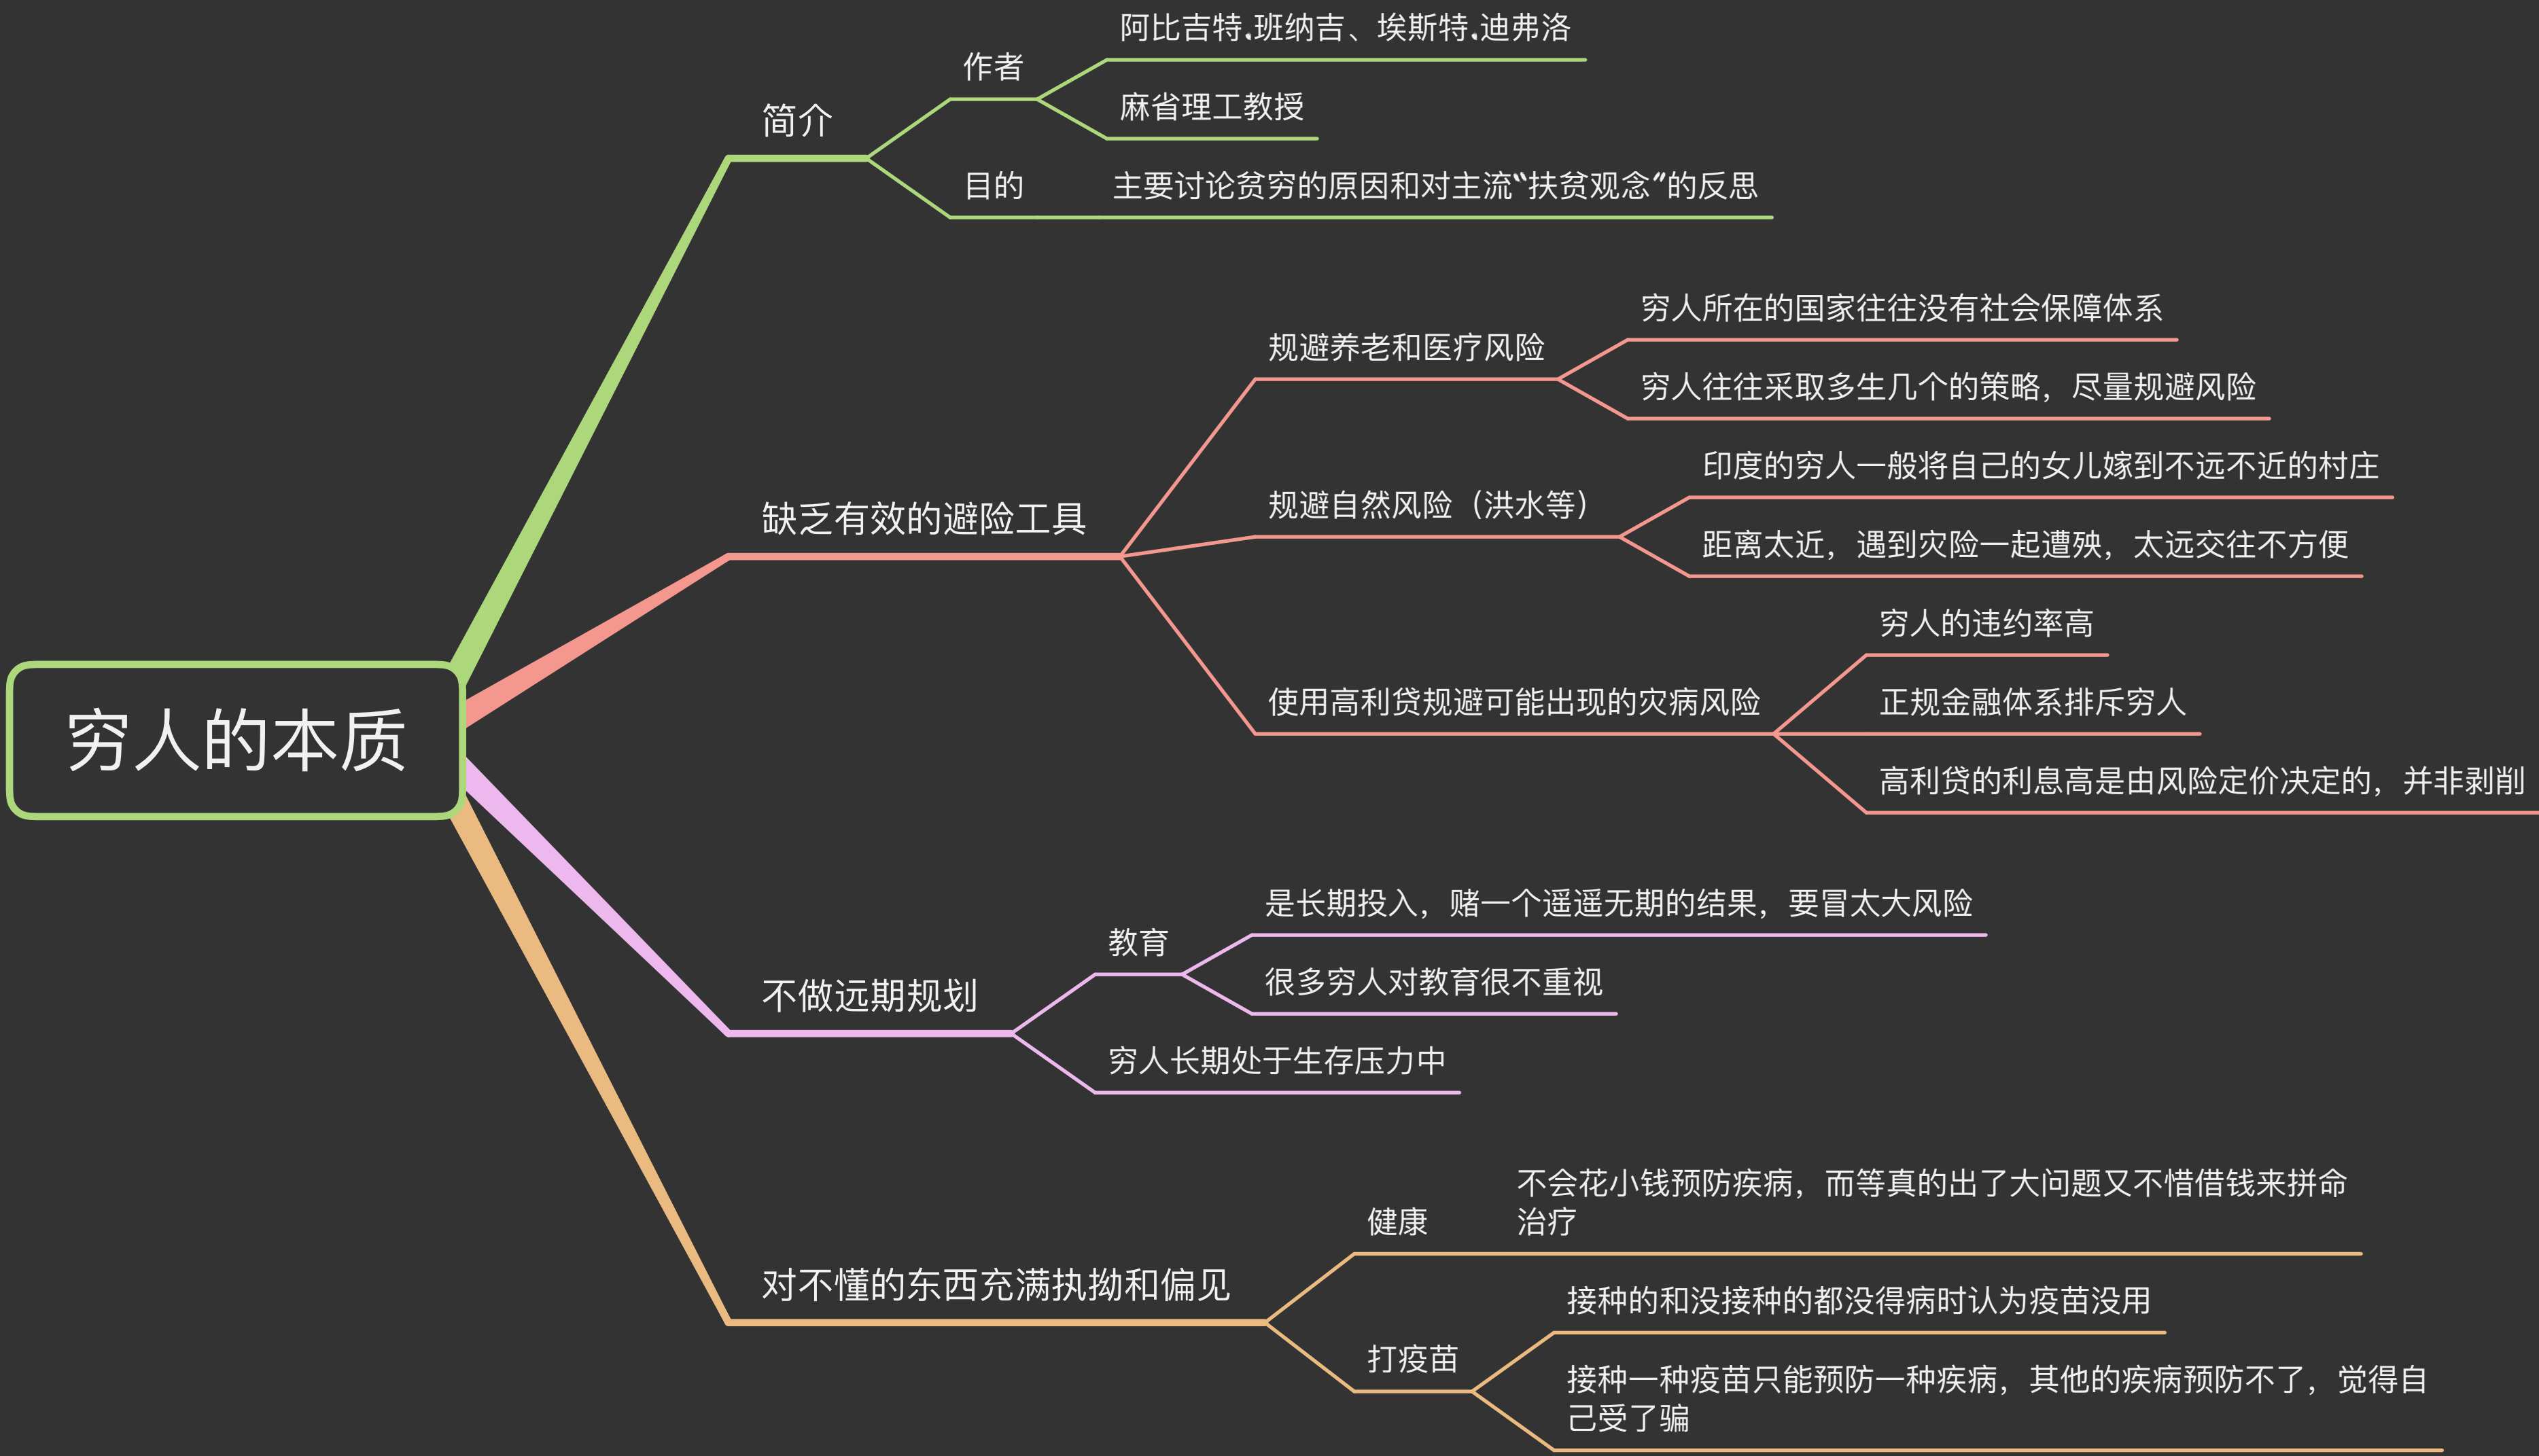 穷人的本质
简介
作者
阿比吉特.班纳吉、埃斯特.迪弗洛
麻省理工教授
目的
主要讨论贫穷的原因和对主流“扶贫观念”的反思
缺乏有效的避险工具
规避养老和医疗风险
穷人所在的国家往往没有社会保障体系
穷人往往采取多生几个的策略，尽量规避风险
规避自然风险（洪水等）
印度的穷人一般将自己的女儿嫁到不远不近的村庄
距离太近，遇到灾险一起遭殃，太远交往不方便
使用高利贷规避可能出现的灾病风险
穷人的违约率高
正规金融体系排斥穷人
高利贷的利息高是由风险定价决定的，并非剥削
不做远期规划
教育
是长期投入，赌一个遥遥无期的结果，要冒太大风险
很多穷人对教育很不重视
穷人长期处于生存压力中
对不懂的东西充满执拗和偏见
健康
不会花小钱预防疾病，而等真的出了大问题又不惜借钱来拼命
治疗
打疫苗
接种的和没接种的都没得病时认为疫苗没用
接种一种疫苗只能预防一种疾病，其他的疾病预防不了，觉得自
己受了骗